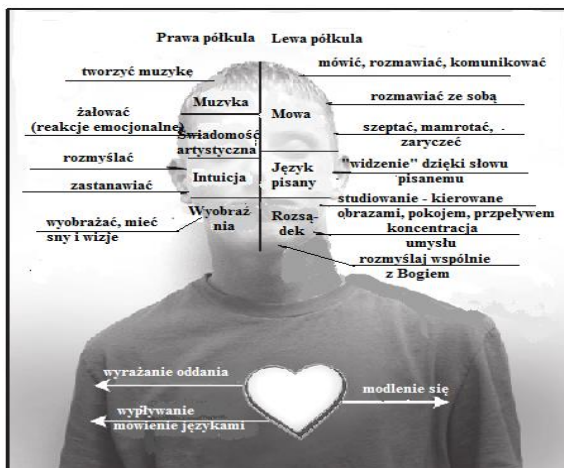 Prawa półkula
Lewa półkula
tworzyć muzykę
żałować
(reakcje emocjonalne)
rozmyślać
zastanawiać
wyobrażać, mieć
sny i wizje
Muzyka
Świadomość
artystyczna
Intuicja
Wyobraź
nia
Mowa
Język
pisany
Rozsą-
dek
mówić, rozmawiać, komunikować
rozmawiać ze sobą
szeptać, mamrotać,
zaryczeć
"widzenie" dzięki słowu
pisanemu
studiowanie - kierowane
obrazami, pokojem, przpeływem
koncentracja
umysłu
rozmyślaj wspólnie
z Bogiem
wyrażanie oddania
wypływanie
mówienie językami
modlenie się